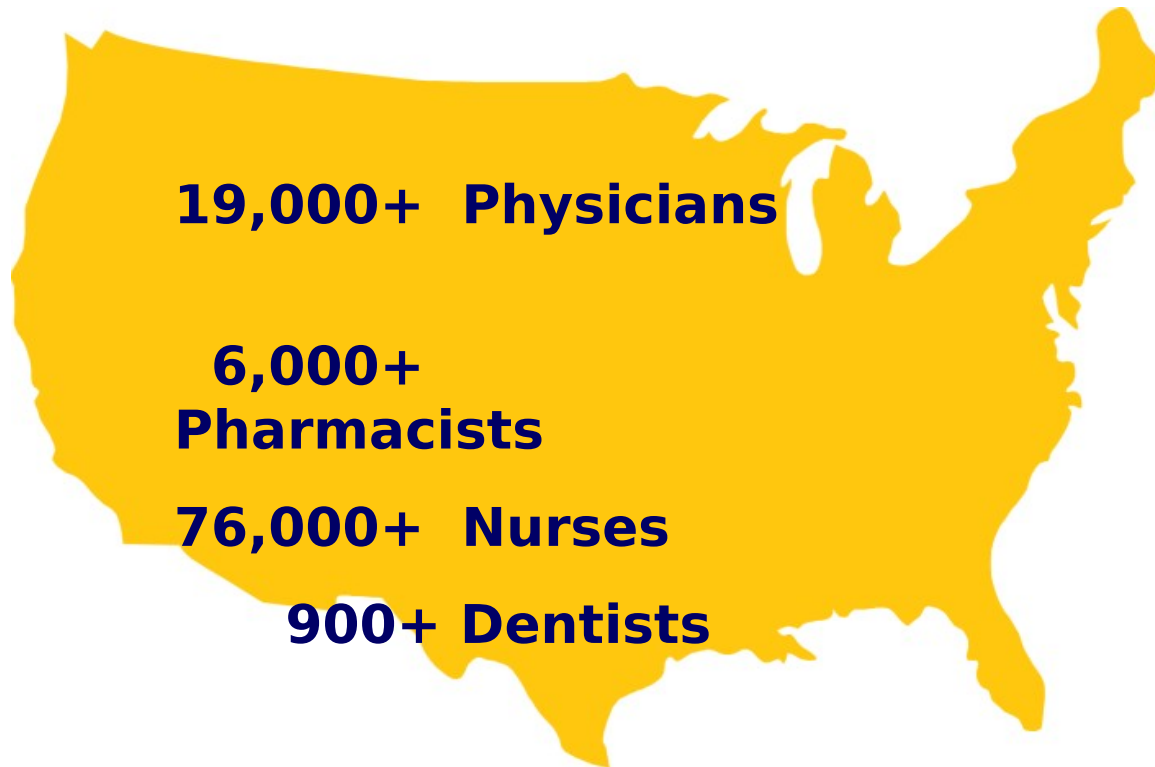 19,000+ Physicians
6,000+
Pharmacists
76,000+ Nurses
900+ Dentists